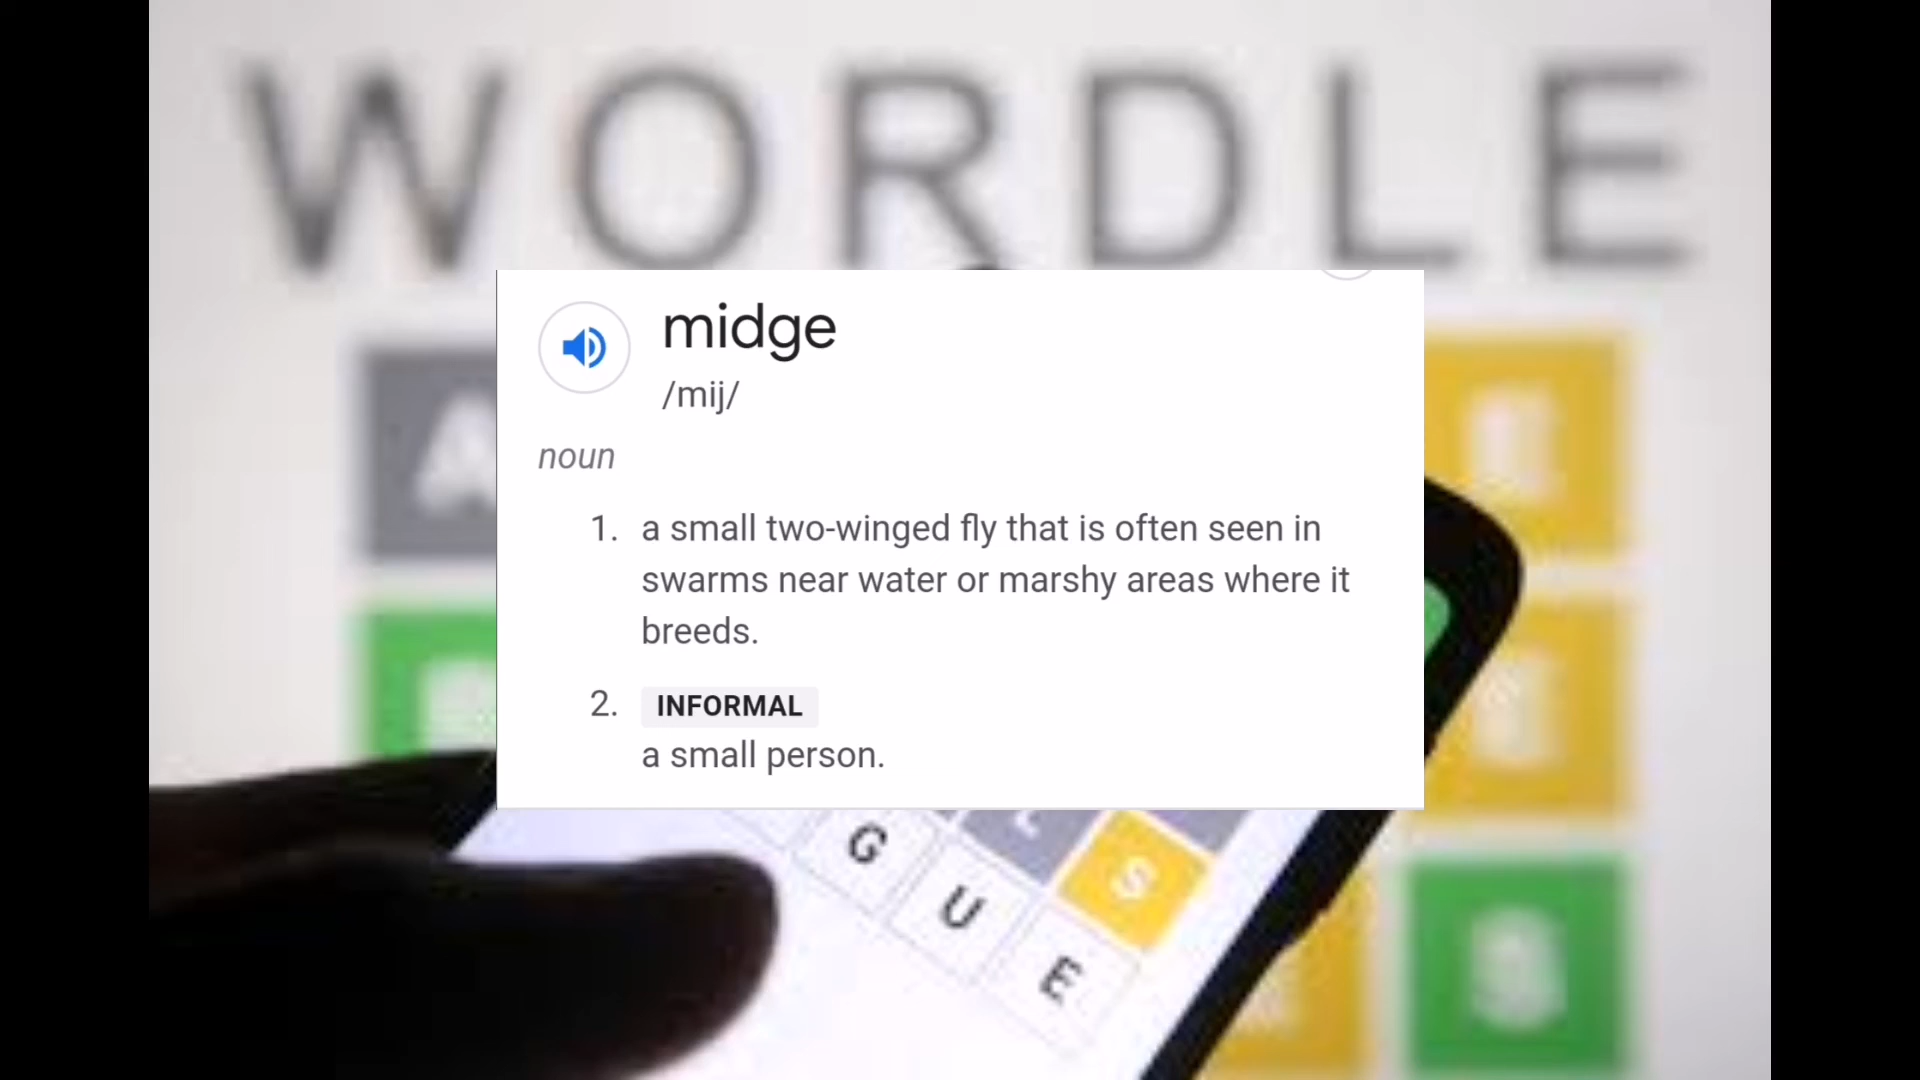 WORDLE
A
E
midge
/mij/
noun
1. a small two-winged fly that is often seen in
swarms near water or marshy areas where it
breeds.
2. INFORMAL
a small person.
E
L S
G U E
S